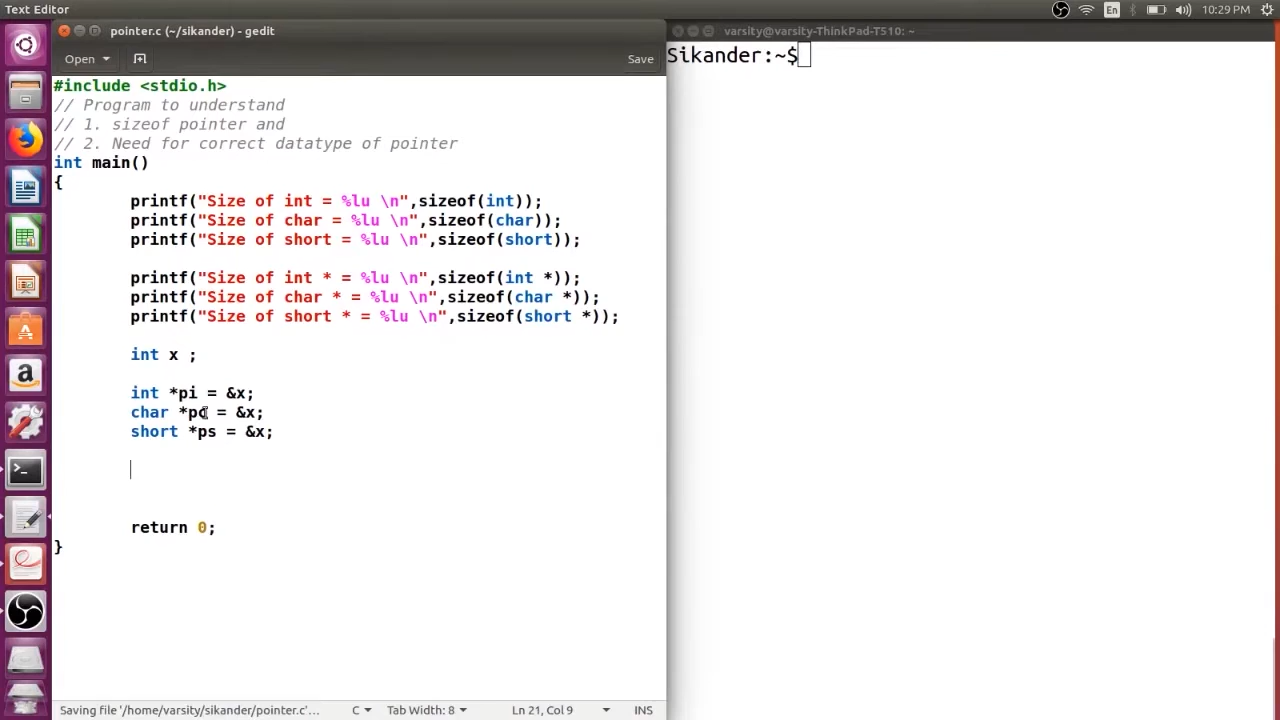 Text Editor
En
10:29 PM
pointer.c (~/sikander) - gedit
varsity@varsity-ThinkPad-T510: ~
Open
Save
Sikander:~$
#include <stdio.h>
// Program to understand
// 1. sizeof pointer and
// 2. Need for correct datatype of pointer
int main()
{
printf("Size of int = %lu \n",sizeof(int));
printf("Size of char = %lu \n",sizeof(char));
printf("Size of short = %lu \n",sizeof(short));
printf("Size of int * = %lu \n",sizeof(int *));
printf("Size of char * = %lu \n",sizeof(char *));
printf("Size of short * = %lu \n",sizeof(short *));
int x ;
int *pi = &x;
char *pc = &x;
short *ps = &x;
return 0;
}
Saving file '/home/varsity/sikander/pointer.c'…
C
Tab Width: 8
Ln 21, Col 9
INS